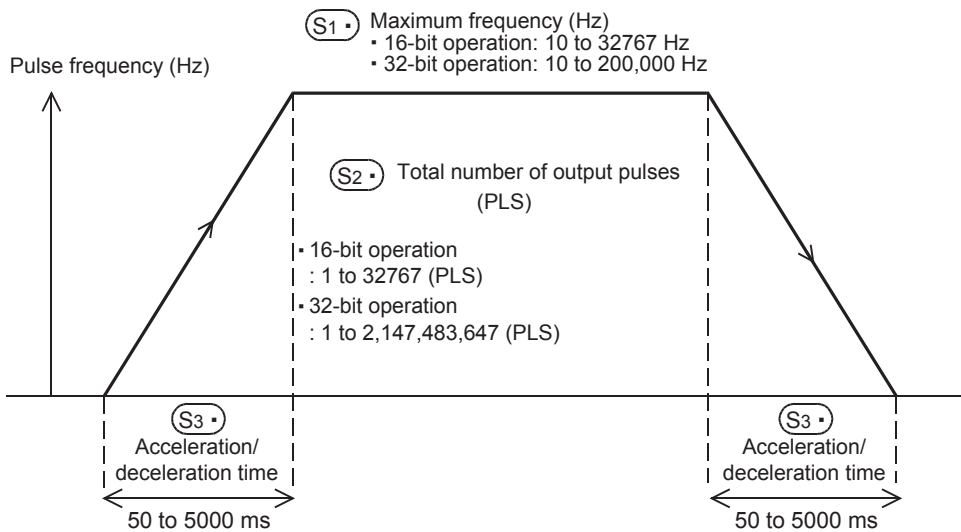 S1 · Maximum frequency (Hz)
▪ 16-bit operation: 10 to 32767 Hz
▪ 32-bit operation: 10 to 200,000 Hz
Pulse frequency (Hz)
S2 · Total number of output pulses
(PLS)
▪ 16-bit operation
: 1 to 32767 (PLS)
▪ 32-bit operation
: 1 to 2,147,483,647 (PLS)
S3 ·
Acceleration/
deceleration time
50 to 5000 ms
S3 ·
Acceleration/
deceleration time
50 to 5000 ms